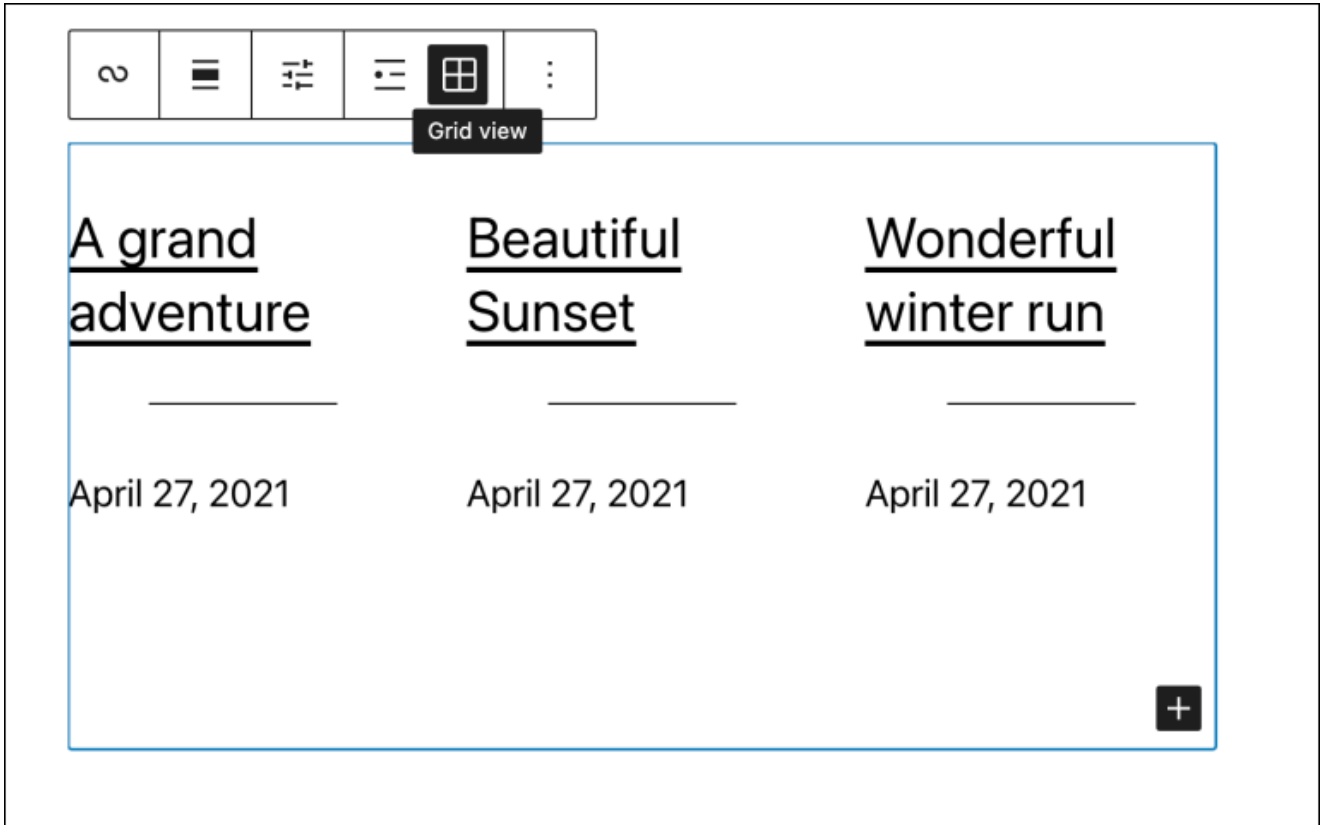 Grid view
A grand
adventure
Beautiful
Sunset
Wonderful
winter run
April 27, 2021
April 27, 2021
April 27, 2021